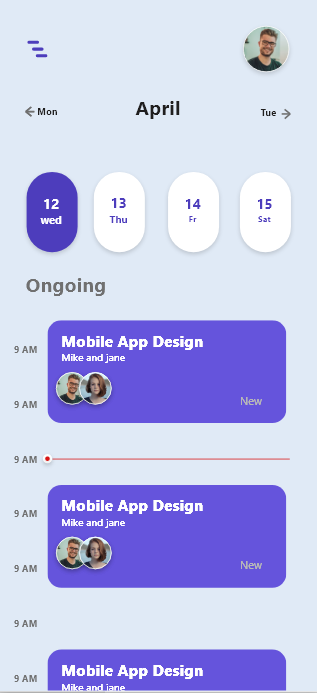 Mon
April
Tue
12
wed
13
Thu
14
Fr
15
Sat
Ongoing
9 AM
Mobile App Design
Mike and jane
9 AM
New
9 AM
9 AM
Mobile App Design
Mike and jane
9 AM
New
9 AM
9 AM
Mobile App Design
Mike and jane